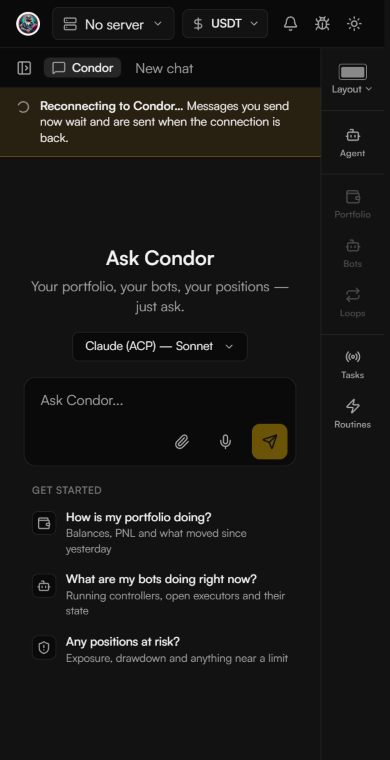 No server
$ USDT
Condor
New chat
Layout
Reconnecting to Condor... Messages you send
now wait and are sent when the connection is
back.
Agent
Portfolio
Bots
Loops
Tasks
Routines
Ask Condor
Your portfolio, your bots, your positions —
just ask.
Claude (ACP) — Sonnet
Ask Condor...
GET STARTED
How is my portfolio doing?
Balances, PNL and what moved since
yesterday
What are my bots doing right now?
Running controllers, open executors and their
state
Any positions at risk?
Exposure, drawdown and anything near a limit